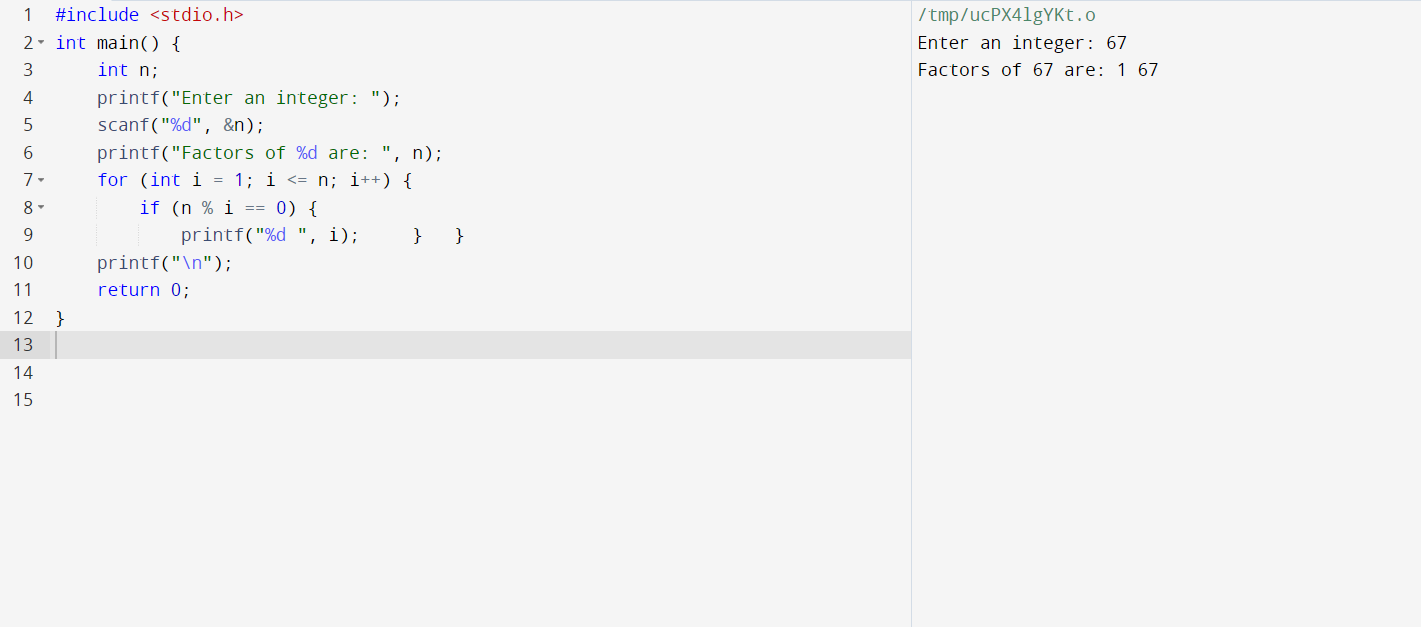 1 #include <stdio.h>
2 int main() {
3     int n;
4     printf("Enter an integer: ");
5     scanf("%d", &n);
6     printf("Factors of %d are: ", n);
7     for (int i = 1; i <= n; i++) {
8         if (n % i == 0) {
9             printf("%d ", i);     }   }
10     printf("\n");
11     return 0;
12 }
13
14
15
/tmp/ucPX4lgYKt.o
Enter an integer: 67
Factors of 67 are: 1 67